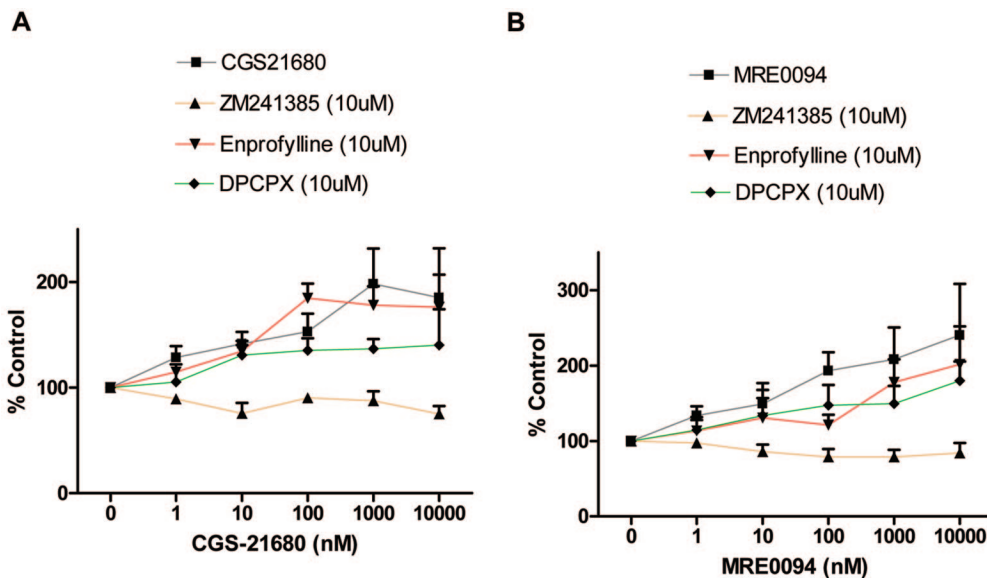 A
CGS21680
ZM241385 (10uM)
Enprofylline (10uM)
DPCPX (10uM)
% Control
200
100
0
0 1 10 100 1000 10000
CGS-21680 (nM)
B
MRE0094
ZM241385 (10uM)
Enprofylline (10uM)
DPCPX (10uM)
% Control
300
200
100
0
0 1 10 100 1000 10000
MRE0094 (nM)